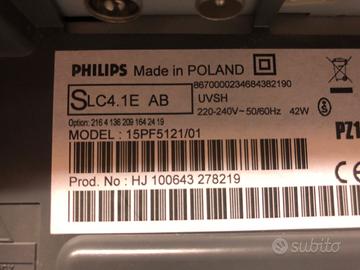 PHILIPS Made in POLAND
8670000234684382190
SLC4.1E AB
UVSH
220-240V~ 50/60Hz 42W
Option: 216 4 136 209 164 24 19
MODEL : 15PF5121/01
PZ1
Prod. No : HJ 100643 278219
CE
subito